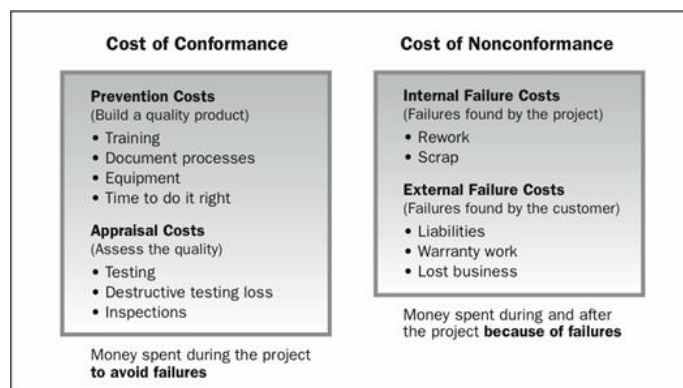 Cost of Conformance
Prevention Costs
(Build a quality product)
• Training
• Document processes
• Equipment
• Time to do it right
Appraisal Costs
(Assess the quality)
• Testing
• Destructive testing loss
• Inspections
Money spent during the project
to avoid failures
Cost of Nonconformance
Internal Failure Costs
(Failures found by the project)
• Rework
• Scrap
External Failure Costs
(Failures found by the customer)
• Liabilities
• Warranty work
• Lost business
Money spent during and after
the project because of failures